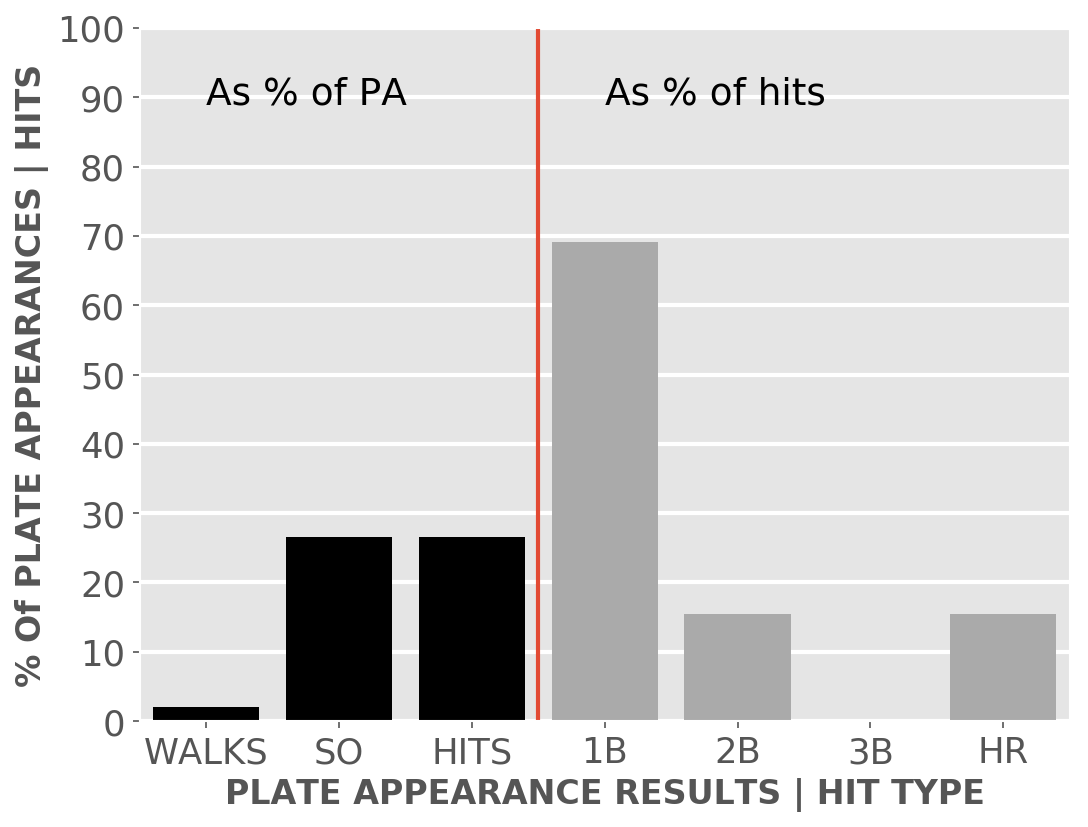 100
90
80
70
60
50
40
30
20
10
0
% Of PLATE APPEARANCES | HITS
As % of PA
As % of hits
WALKS SO HITS 1B 2B 3B HR
PLATE APPEARANCE RESULTS | HIT TYPE